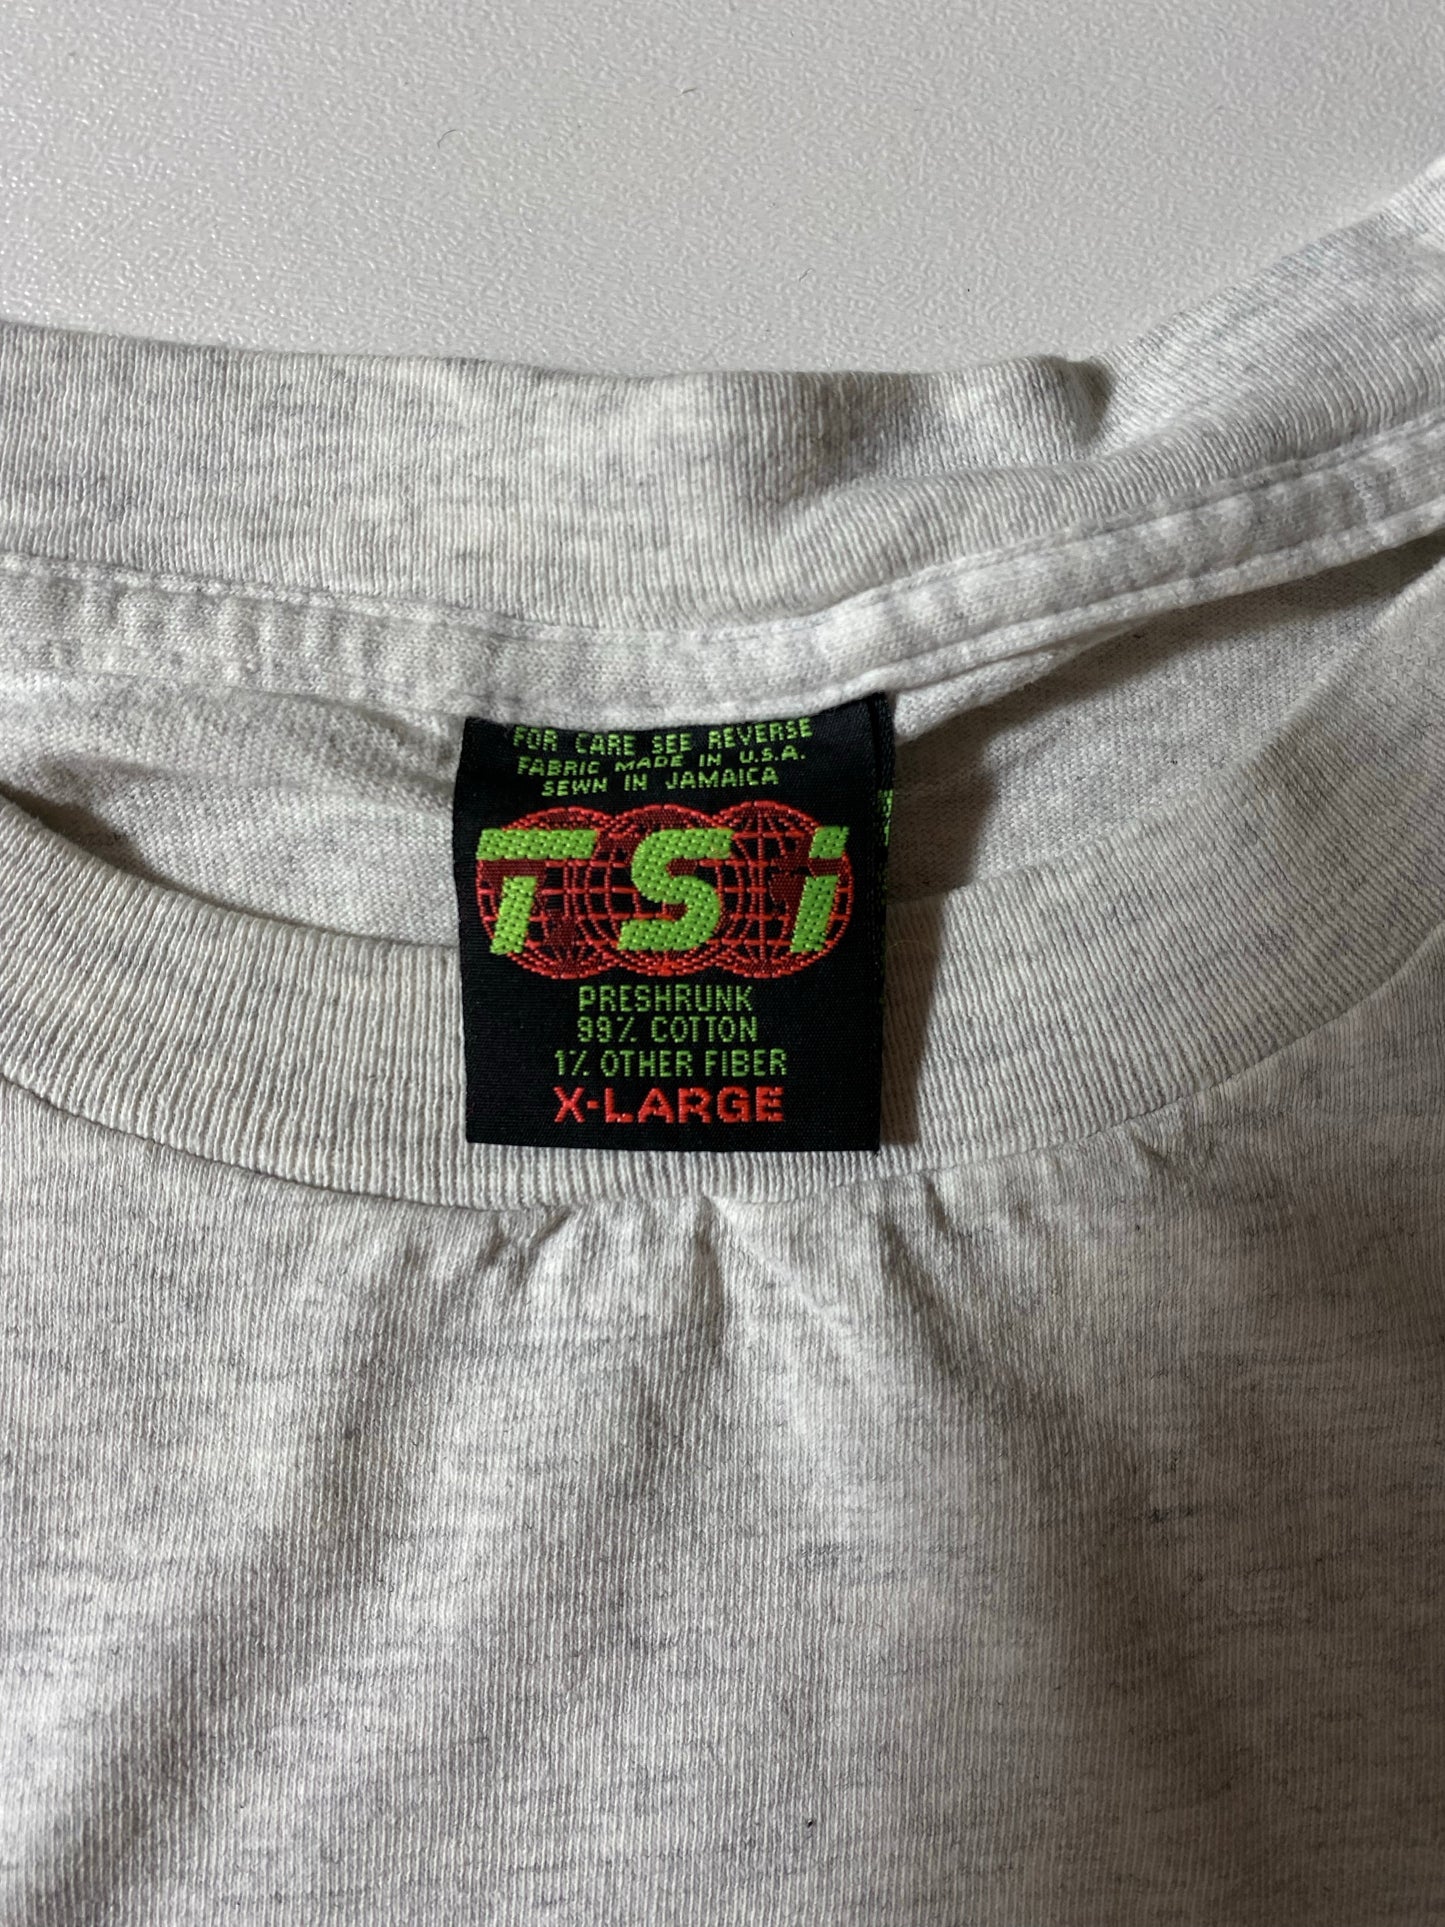 FOR CARE SEE REVERSE
FABRIC MADE IN U.S.A.
SEWN IN JAMAICA
TSi
PRESHRUNK
99% COTTON
1% OTHER FIBER
X-LARGE